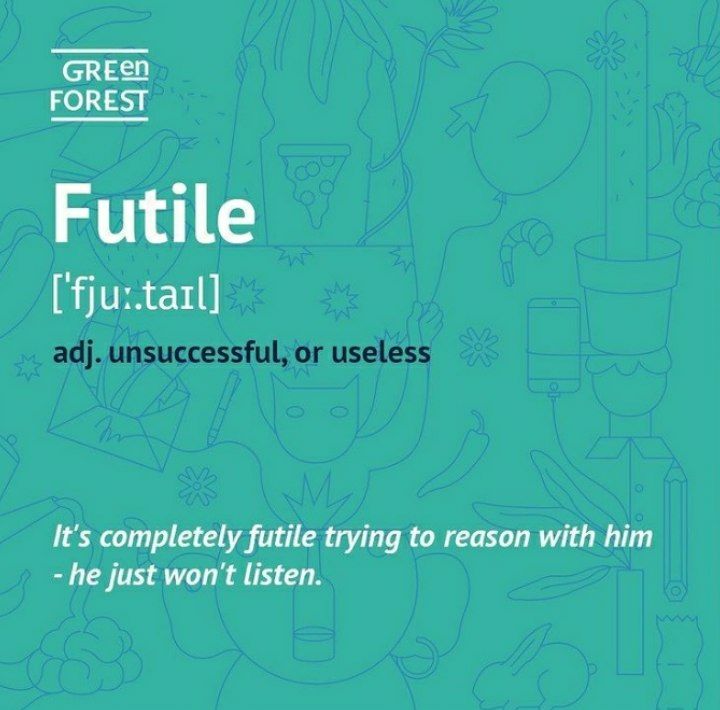 GREen
FOREST
Futile
['fju:.taɪl]
adj. unsuccessful, or useless
It's completely futile trying to reason with him
- he just won't listen.